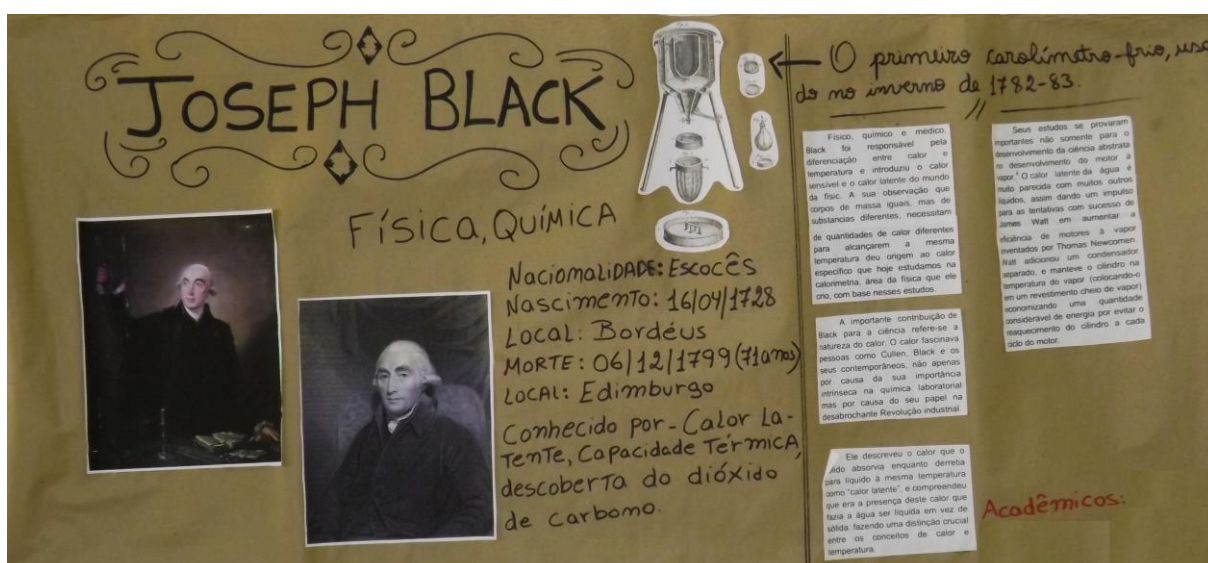 JOSEPH BLACK
FÍSICA, QUÍMICA
NacionaLiDADE: Escocês
Nascimento: 16/04/1728
Local: Bordéus
MORTE: 06/12/1799 (71 anos)
LOCAL: Edimburgo
Conhecido por - Calor La-
Tente, Capacidade Térmica,
descoberta do dióxido
de carbono.
← O primeiro carolímetro-frio, usa
do no inverno de 1782-83.
Físico, químico e médico,
Black foi responsável pela
diferenciação entre calor e
temperatura e introduziu o calor
sensível e o calor latente do mundo
da físic. A sua observação que
corpos de massa iguais, mas de
substancias diferentes, necessitam
de quantidades de calor diferentes
para alcançarem a mesma
temperatura deu origem ao calor
específico que hoje estudamos na
calorimetria, área da física que ele
crio, com base nesses estudos.
A importante contribuição de
Black para a ciência refere-se a
natureza do calor. O calor fascinava
pessoas como Cullen, Black e os
seus contemporâneos, não apenas
por causa da sua importância
intrínseca na química laboratorial
mas por causa do seu papel na
desabrochante Revolução industrial.
Ele descreveu o calor que o
sólido absorvia enquanto derretia
para líquido à mesma temperatura
como "calor latente", e compreendeu
que era a presença deste calor que
fazia a água ser líquida em vez de
sólida, fazendo uma distinção crucial
entre os conceitos de calor e
temperatura.
Seus estudos se provaram
importantes não somente para o
desenvolvimento da ciência abstrata
no desenvolvimento do motor a
vapor. O calor latente da água é
muito parecida com muitos outros
líquidos, assim dando um impulso
para as tentativas com sucesso de
James Watt em aumentar a
eficiência de motores à vapor
inventados por Thomas Newcomen.
Watt adicionou um condensador
separado, e manteve o cilindro na
temperatura do vapor (colocando-o
em um revestimento cheio de vapor)
economizando uma quantidade
considerável de energia por evitar o
reaquecimento do cilindro a cada
ciclo do motor.
Acadêmicos: